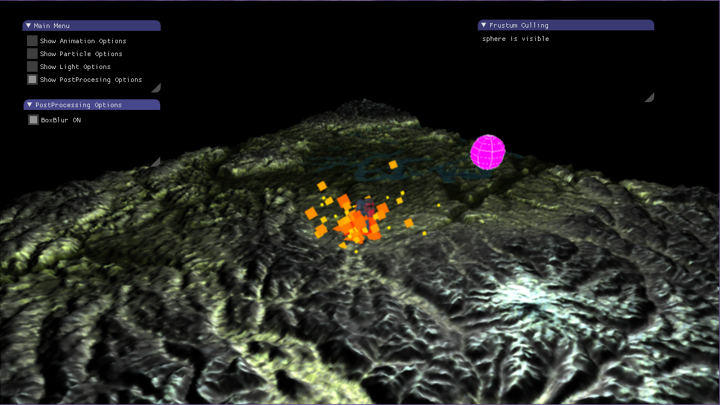 Main Menu
Show Animation Options
Show Particle Options
Show Light Options
Show PostProcesing Options
PostProcessing Options
BoxBlur ON
Frustum Culling
sphere is visible